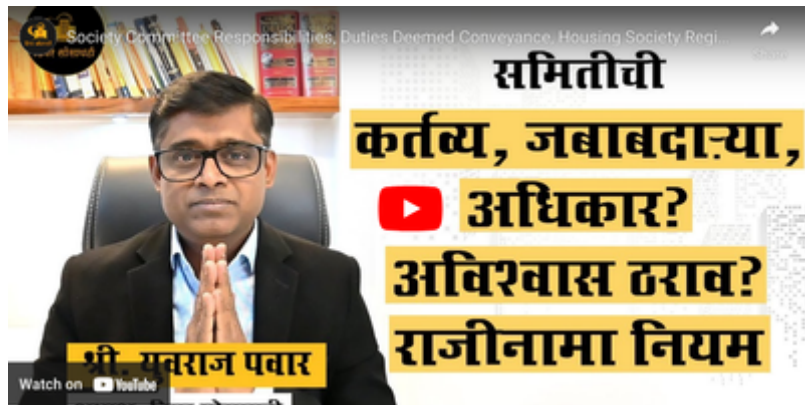 Society Committee Responsibilities, Duties Deemed Conveyance. Housing Society Regi...
समितीची
कर्तव्य, जबाबदाऱ्या,
अधिकार?
अविश्वास ठराव?
राजीनामा नियम
श्री. युवराज पवार
Watch on YouTube